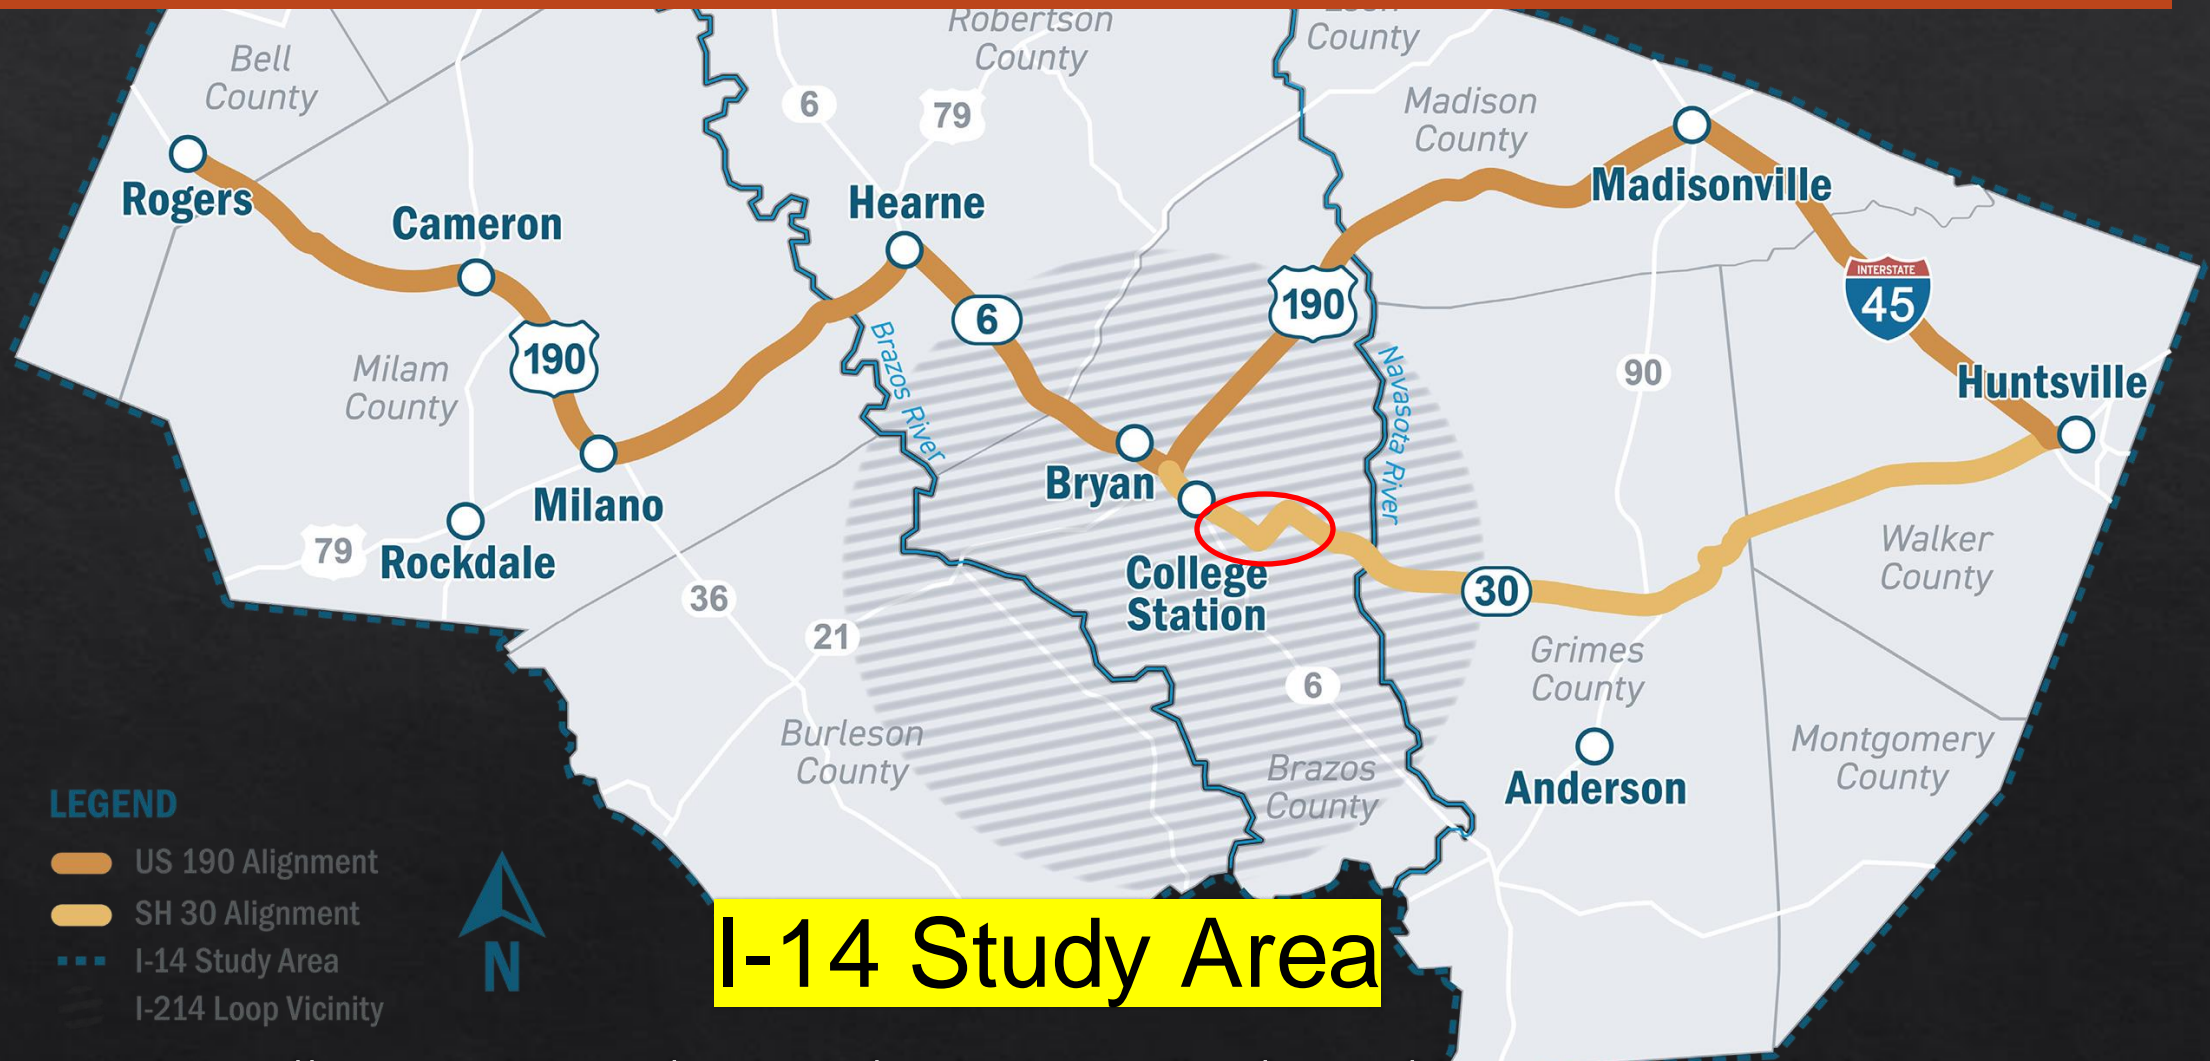 Robertson
County
County
Bell
County
6
79
Madison
County
Rogers
Cameron
Hearne
Madisonville
6
190
INTERSTATE
45
190
Brazos River
Navasota River
90
Milam
County
Huntsville
Bryan
Milano
79
Rockdale
36
21
College
Station
30
Walker
County
Grimes
County
6
Burleson
County
Brazos
County
Anderson
Montgomery
County
LEGEND
US 190 Alignment
SH 30 Alignment
I-14 Study Area
I-214 Loop Vicinity
N
I-14 Study Area